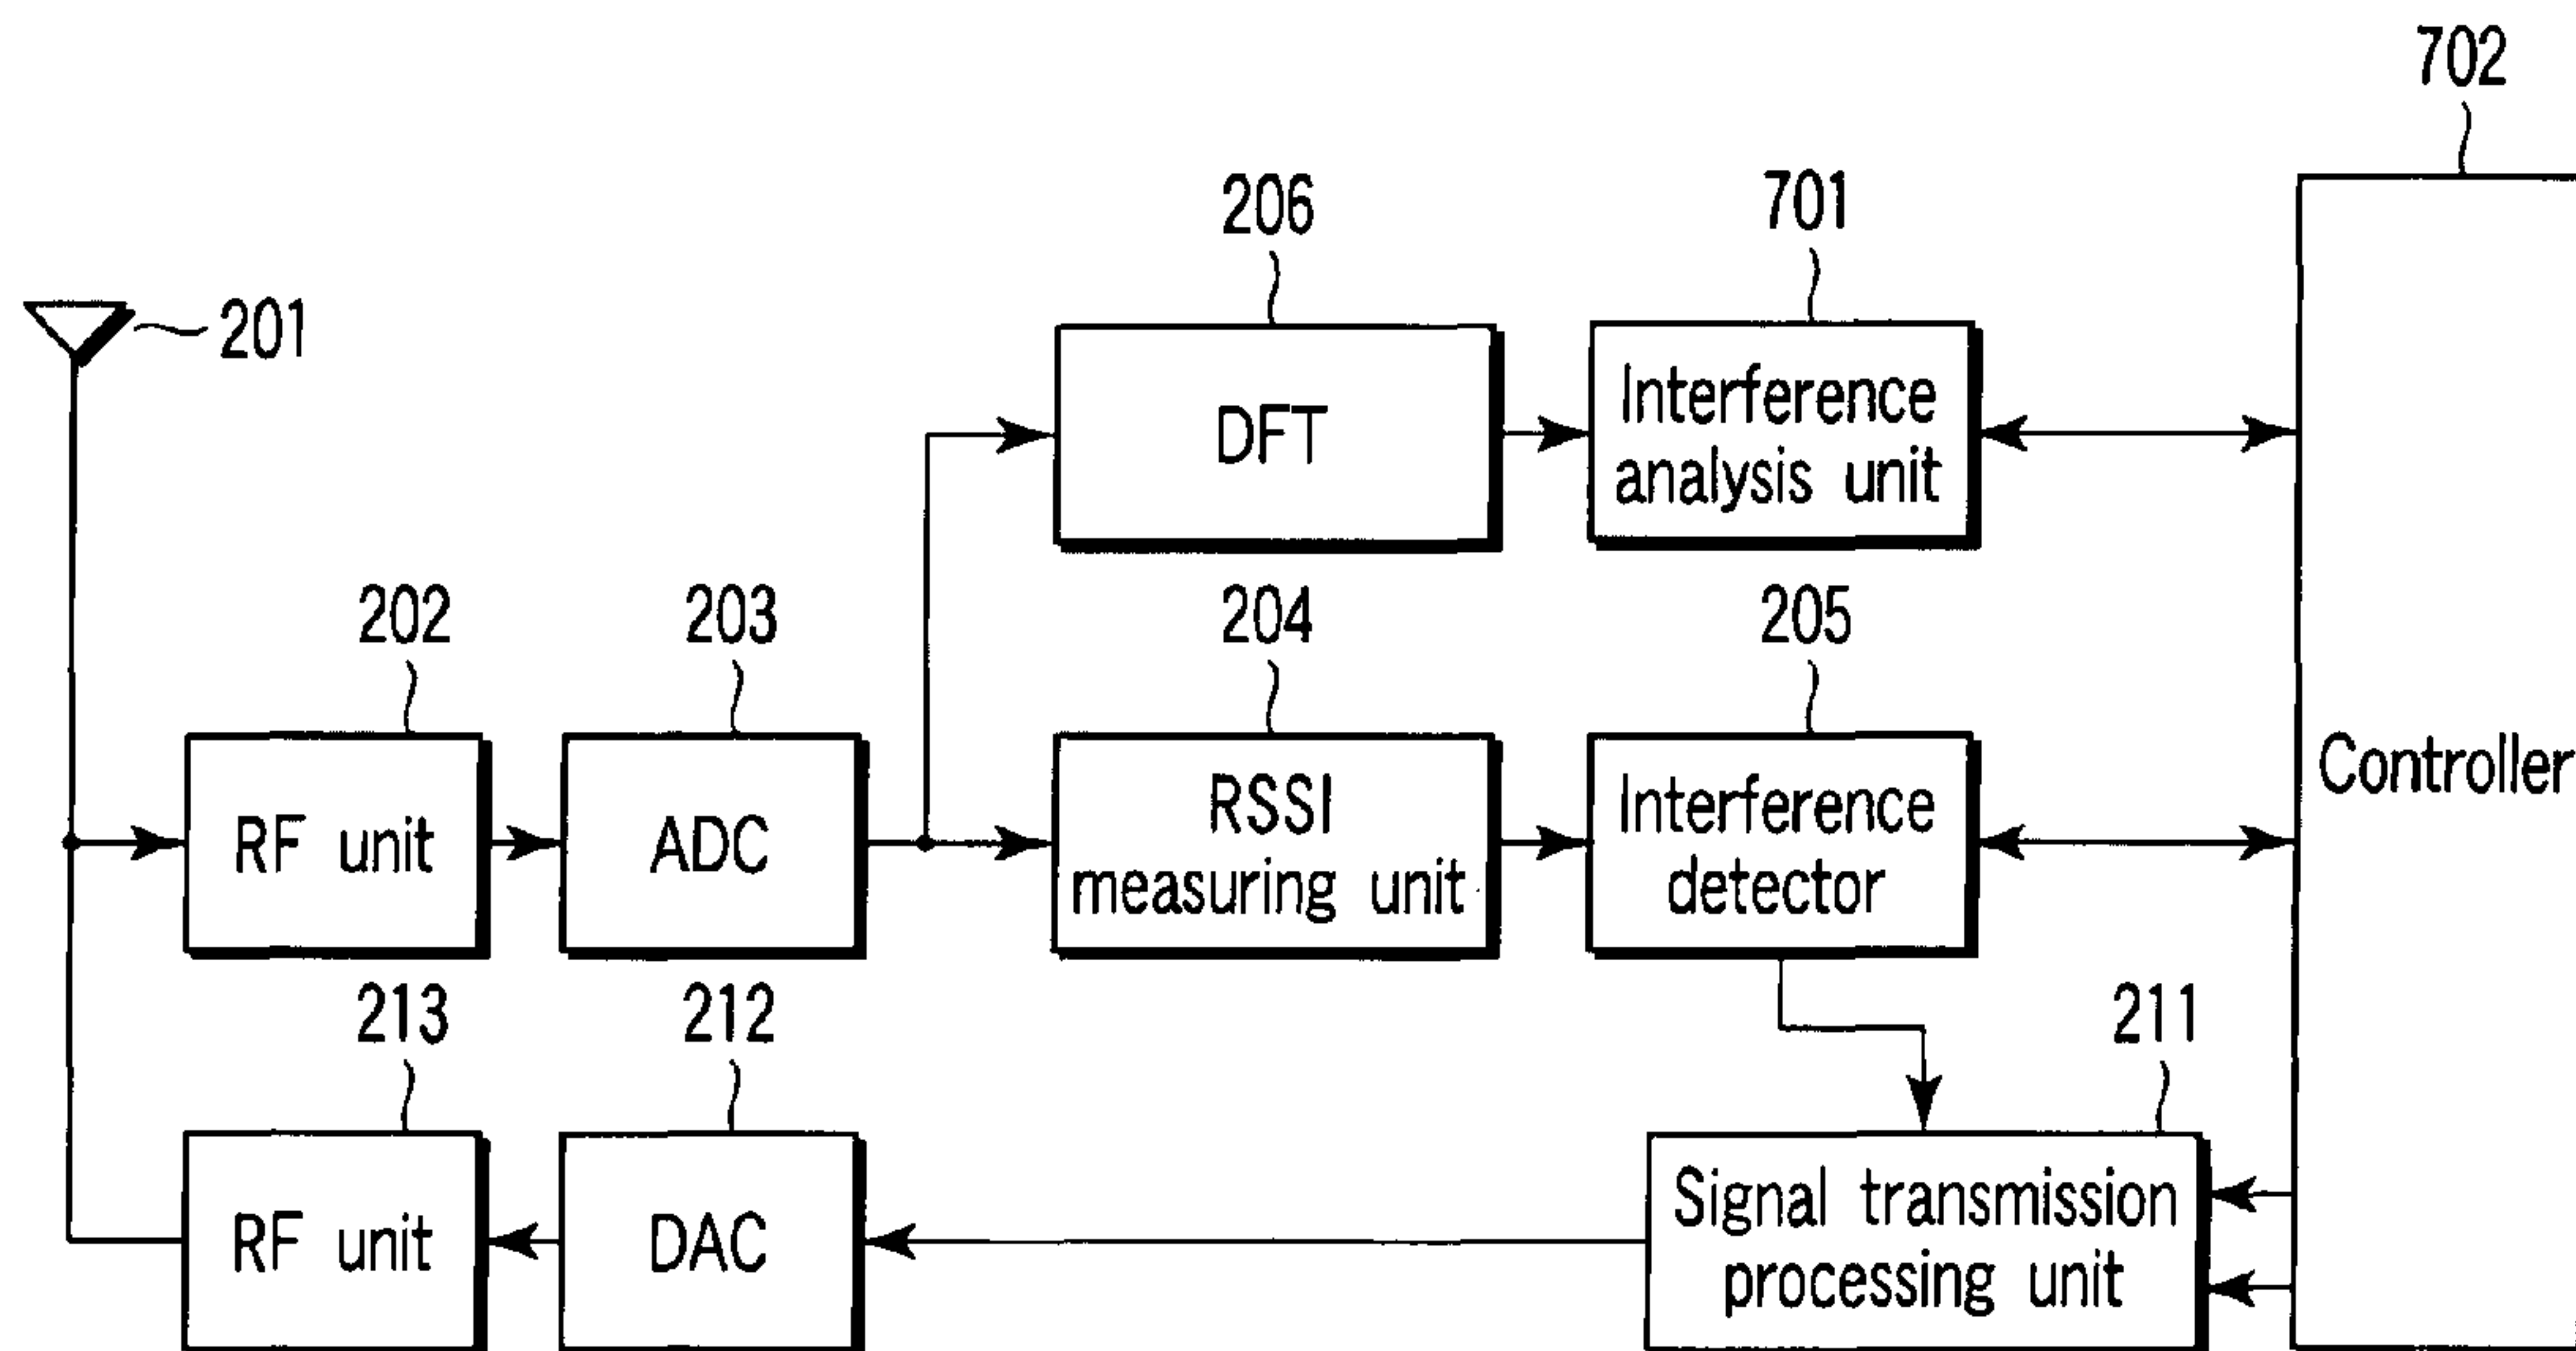 702
206
701
201
DFT
Interference
analysis unit
202
203
204
205
RF unit
ADC
RSSI
measuring unit
Interference
detector
Controller
213
212
211
RF unit
DAC
Signal transmission
processing unit